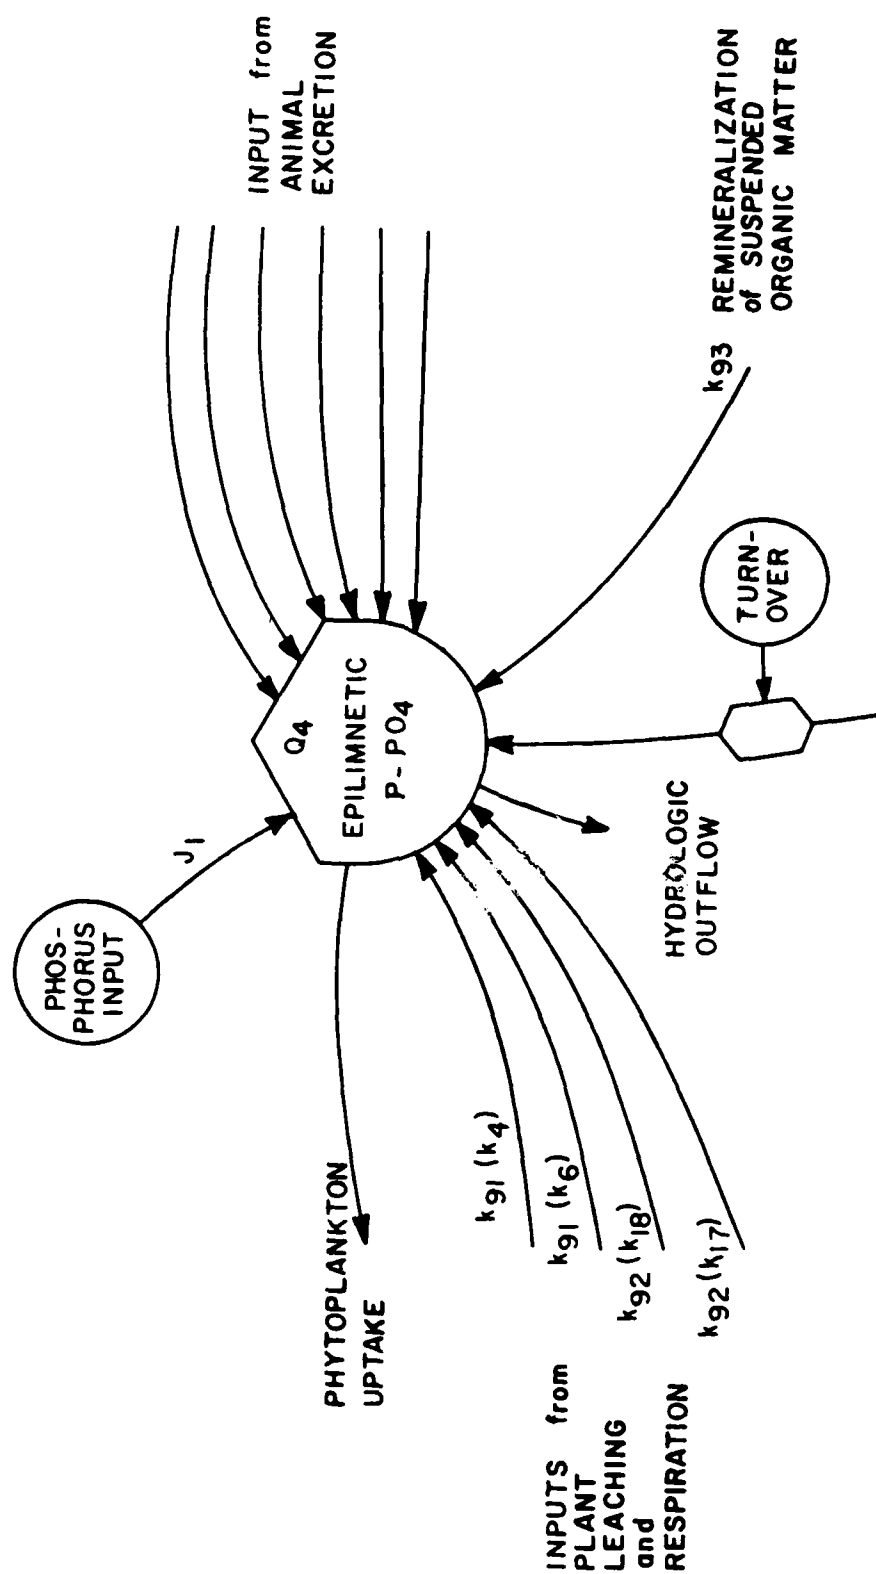 PHOS-
PHORUS
INPUT
J1
INPUT from
ANIMAL
EXCRETION
Q4
EPILIMNETIC
P-PO4
PHYTOPLANKTON
UPTAKE
k91 (k4)
k91 (k6)
k92 (k18)
k92 (k17)
INPUTS from
PLANT
LEACHING
and
RESPIRATION
HYDROLOGIC
OUTFLOW
TURN-
OVER
k93
REMINERALIZATION
of SUSPENDED
ORGANIC MATTER